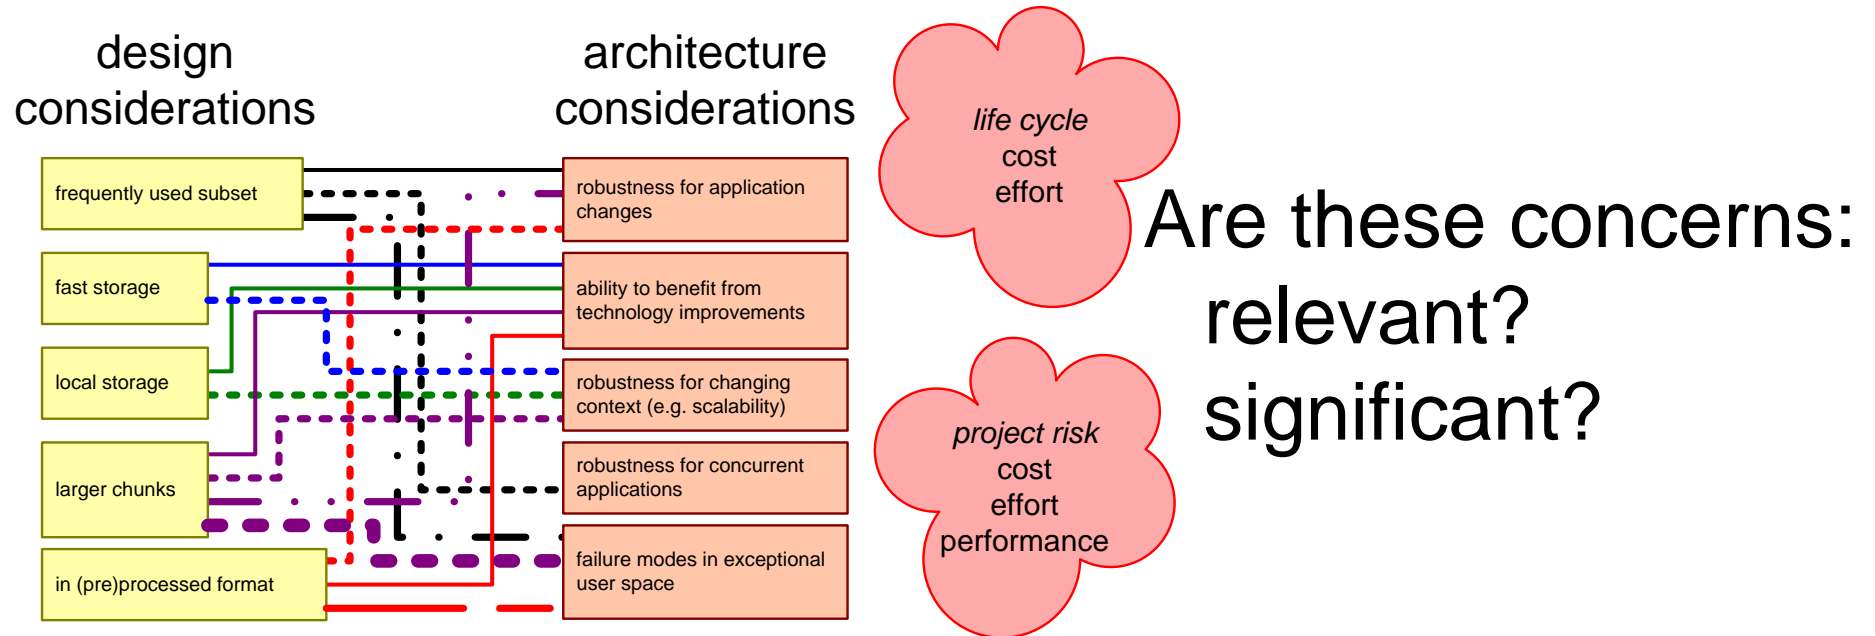 design
considerations
frequently used subset
fast storage
local storage
larger chunks
in (pre)processed format
architecture
considerations
robustness for application
changes
ability to benefit from
technology improvements
robustness for changing
context (e.g. scalability)
robustness for concurrent
applications
failure modes in exceptional
user space
life cycle
cost
effort
project risk
cost
effort
performance
Are these concerns:
relevant?
significant?